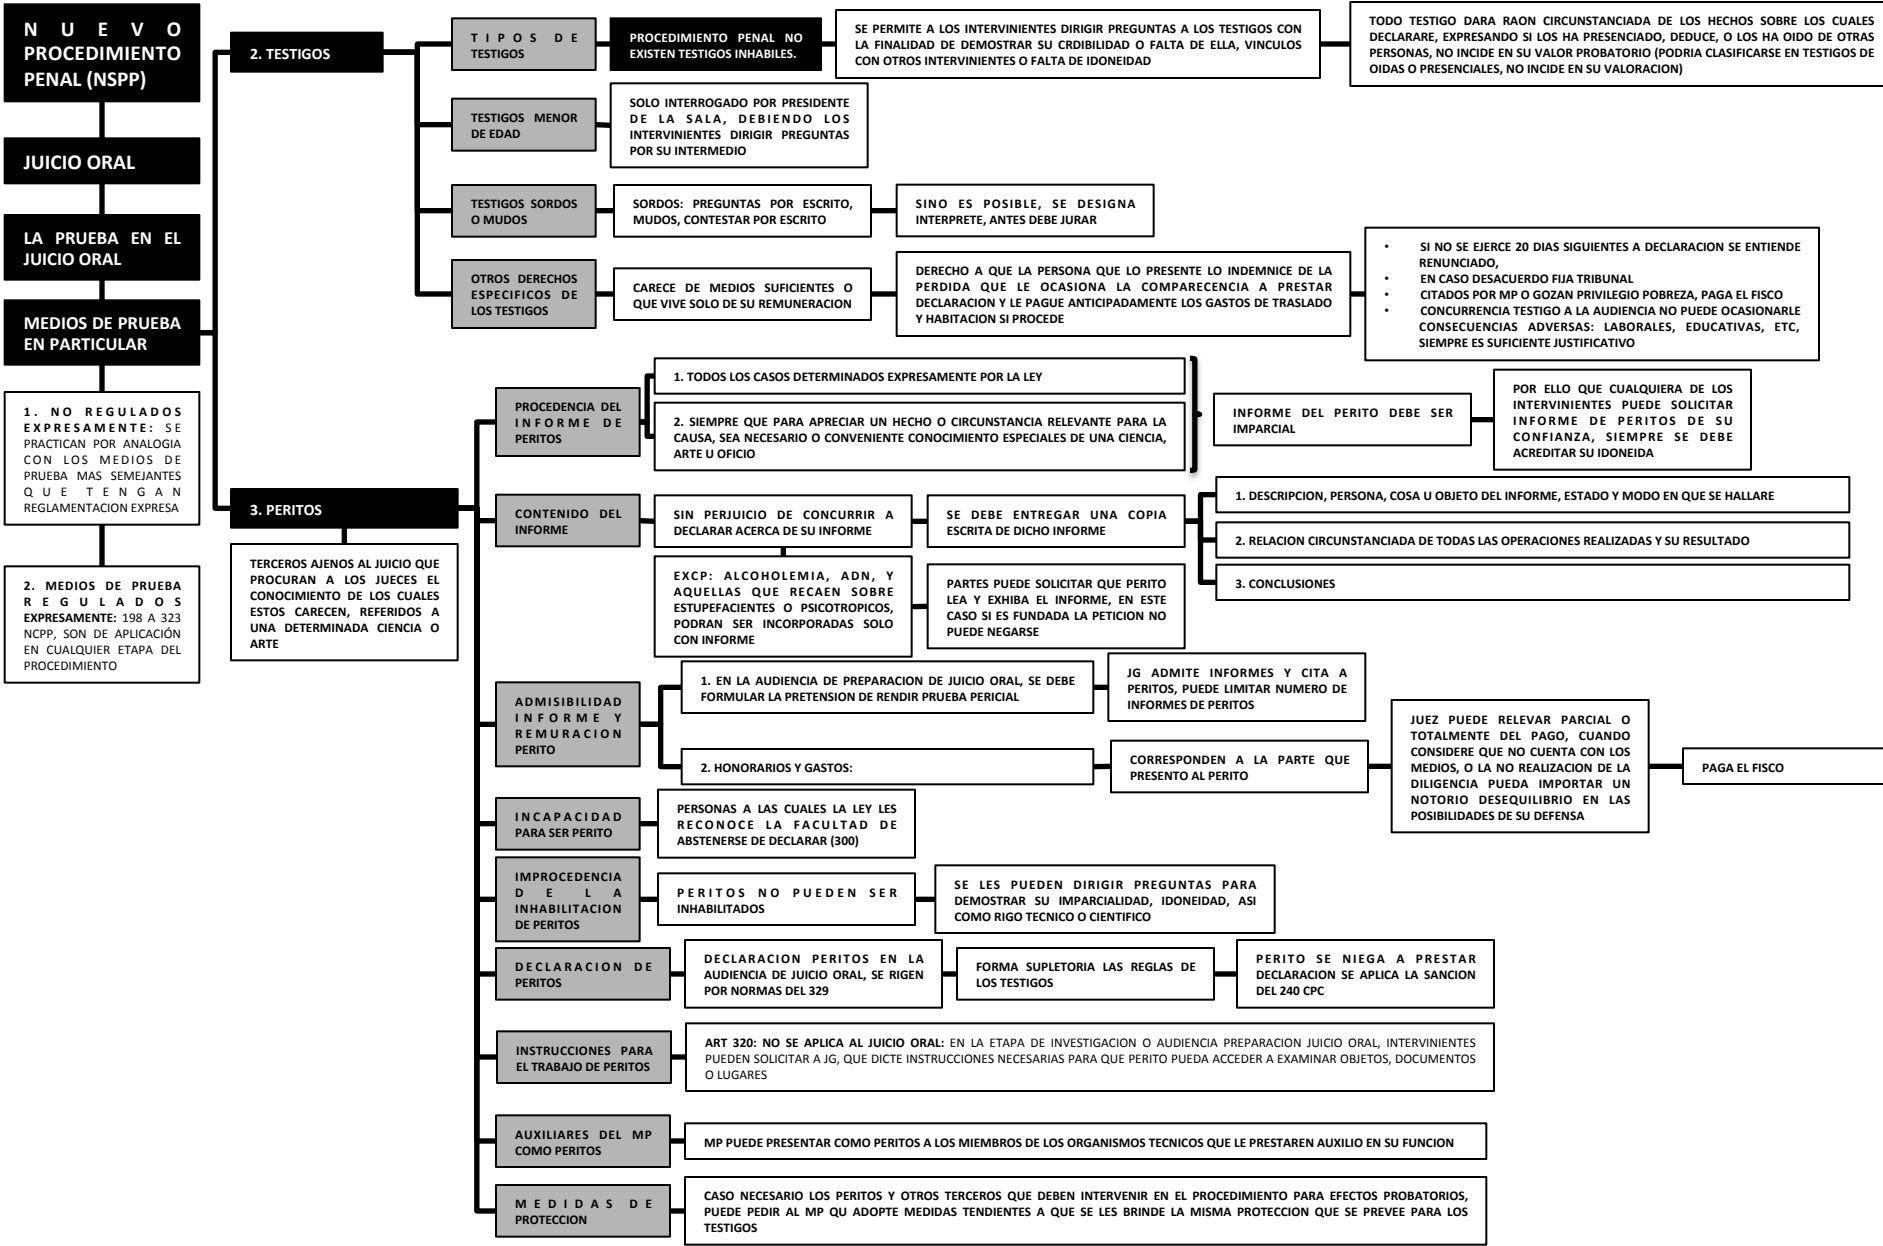 N U E V O
PROCEDIMIENTO
PENAL (NSPP)
JUICIO ORAL
LA PRUEBA EN EL
JUICIO ORAL
MEDIOS DE PRUEBA
EN PARTICULAR
1. NO REGULADOS
EXPRESAMENTE: SE
PRACTICAN POR ANALOGIA
CON LOS MEDIOS DE
PRUEBA MAS SEMEJANTES
QUE TENGAN
REGLAMENTACION EXPRESA
2. MEDIOS DE PRUEBA
REGULADOS
EXPRESAMENTE: 198 A 323
NCPP, SON DE APLICACIÓN
EN CUALQUIER ETAPA DEL
PROCEDIMIENTO
2. TESTIGOS
TIPOS DE
TESTIGOS
PROCEDIMIENTO PENAL NO
EXISTEN TESTIGOS INHABILES.
SE PERMITE A LOS INTERVINIENTES DIRIGIR PREGUNTAS A LOS TESTIGOS CON
LA FINALIDAD DE DEMOSTRAR SU CRDIBILIDAD O FALTA DE ELLA, VINCULOS
CON OTROS INTERVINIENTES O FALTA DE IDONEIDAD
TODO TESTIGO DARA RAON CIRCUNSTANCIADA DE LOS HECHOS SOBRE LOS CUALES
DECLARARE, EXPRESANDO SI LOS HA PRESENCIADO, DEDUCE, O LOS HA OIDO DE OTRAS
PERSONAS, NO INCIDE EN SU VALOR PROBATORIO (PODRIA CLASIFICARSE EN TESTIGOS DE
OIDAS O PRESENCIALES, NO INCIDE EN SU VALORACION)
TESTIGOS MENOR
DE EDAD
SOLO INTERROGADO POR PRESIDENTE
DE LA SALA, DEBIENDO LOS
INTERVINIENTES DIRIGIR PREGUNTAS
POR SU INTERMEDIO
TESTIGOS SORDOS
O MUDOS
SORDOS: PREGUNTAS POR ESCRITO,
MUDOS, CONTESTAR POR ESCRITO
SINO ES POSIBLE, SE DESIGNA
INTERPRETE, ANTES DEBE JURAR
OTROS DERECHOS
ESPECIFICOS DE
LOS TESTIGOS
CARECE DE MEDIOS SUFICIENTES O
QUE VIVE SOLO DE SU REMUNERACION
DERECHO A QUE LA PERSONA QUE LO PRESENTE LO INDEMNICE DE LA
PERDIDA QUE LE OCASIONA LA COMPARECENCIA A PRESTAR
DECLARACION Y LE PAGUE ANTICIPADAMENTE LOS GASTOS DE TRASLADO
Y HABITACION SI PROCEDE
• SI NO SE EJERCE 20 DIAS SIGUIENTES A DECLARACION SE ENTIENDE
RENUNCIADO,
• EN CASO DESACUERDO FIJA TRIBUNAL
• CITADOS POR MP O GOZAN PRIVILEGIO POBREZA, PAGA EL FISCO
• CONCURRENCIA TESTIGO A LA AUDIENCIA NO PUEDE OCASIONARLE
CONSECUENCIAS ADVERSAS: LABORALES, EDUCATIVAS, ETC,
SIEMPRE ES SUFICIENTE JUSTIFICATIVO
3. PERITOS
TERCEROS AJENOS AL JUICIO QUE
PROCURAN A LOS JUECES EL
CONOCIMIENTO DE LOS CUALES
ESTOS CARECEN, REFERIDOS A
UNA DETERMINADA CIENCIA O
ARTE
PROCEDENCIA DEL
INFORME DE
PERITOS
1. TODOS LOS CASOS DETERMINADOS EXPRESAMENTE POR LA LEY
2. SIEMPRE QUE PARA APRECIAR UN HECHO O CIRCUNSTANCIA RELEVANTE PARA LA
CAUSA, SEA NECESARIO O CONVENIENTE CONOCIMIENTO ESPECIALES DE UNA CIENCIA,
ARTE U OFICIO
INFORME DEL PERITO DEBE SER
IMPARCIAL
POR ELLO QUE CUALQUIERA DE LOS
INTERVINIENTES PUEDE SOLICITAR
INFORME DE PERITOS DE SU
CONFIANZA, SIEMPRE SE DEBE
ACREDITAR SU IDONEIDA
CONTENIDO DEL
INFORME
SIN PERJUICIO DE CONCURRIR A
DECLARAR ACERCA DE SU INFORME
SE DEBE ENTREGAR UNA COPIA
ESCRITA DE DICHO INFORME
1. DESCRIPCION, PERSONA, COSA U OBJETO DEL INFORME, ESTADO Y MODO EN QUE SE HALLARE
2. RELACION CIRCUNSTANCIADA DE TODAS LAS OPERACIONES REALIZADAS Y SU RESULTADO
3. CONCLUSIONES
EXCP: ALCOHOLEMIA, ADN, Y
AQUELLAS QUE RECAEN SOBRE
ESTUPEFACIENTES O PSICOTROPICOS,
PODRAN SER INCORPORADAS SOLO
CON INFORME
PARTES PUEDE SOLICITAR QUE PERITO
LEA Y EXHIBA EL INFORME, EN ESTE
CASO SI ES FUNDADA LA PETICION NO
PUEDE NEGARSE
ADMISIBILIDAD
INFORME Y
REMURACION
PERITO
1. EN LA AUDIENCIA DE PREPARACION DE JUICIO ORAL, SE DEBE
FORMULAR LA PRETENSION DE RENDIR PRUEBA PERICIAL
JG ADMITE INFORMES Y CITA A
PERITOS, PUEDE LIMITAR NUMERO DE
INFORMES DE PERITOS
2. HONORARIOS Y GASTOS:
CORRESPONDEN A LA PARTE QUE
PRESENTO AL PERITO
JUEZ PUEDE RELEVAR PARCIAL O
TOTALMENTE DEL PAGO, CUANDO
CONSIDERE QUE NO CUENTA CON LOS
MEDIOS, O LA NO REALIZACION DE LA
DILIGENCIA PUEDA IMPORTAR UN
NOTORIO DESEQUILIBRIO EN LAS
POSIBILIDADES DE SU DEFENSA
PAGA EL FISCO
INCAPACIDAD
PARA SER PERITO
PERSONAS A LAS CUALES LA LEY LES
RECONOCE LA FACULTAD DE
ABSTENERSE DE DECLARAR (300)
IMPROCEDENCIA
DE LA
INHABILITACION
DE PERITOS
PERITOS NO PUEDEN SER
INHABILITADOS
SE LES PUEDEN DIRIGIR PREGUNTAS PARA
DEMOSTRAR SU IMPARCIALIDAD, IDONEIDAD, ASI
COMO RIGO TECNICO O CIENTIFICO
DECLARACION DE
PERITOS
DECLARACION PERITOS EN LA
AUDIENCIA DE JUICIO ORAL, SE RIGEN
POR NORMAS DEL 329
FORMA SUPLETORIA LAS REGLAS DE
LOS TESTIGOS
PERITO SE NIEGA A PRESTAR
DECLARACION SE APLICA LA SANCION
DEL 240 CPC
INSTRUCCIONES PARA
EL TRABAJO DE PERITOS
ART 320: NO SE APLICA AL JUICIO ORAL: EN LA ETAPA DE INVESTIGACION O AUDIENCIA PREPARACION JUICIO ORAL, INTERVINIENTES
PUEDEN SOLICITAR A JG, QUE DICTE INSTRUCCIONES NECESARIAS PARA QUE PERITO PUEDA ACCEDER A EXAMINAR OBJETOS, DOCUMENTOS
O LUGARES
AUXILIARES DEL MP
COMO PERITOS
MP PUEDE PRESENTAR COMO PERITOS A LOS MIEMBROS DE LOS ORGANISMOS TECNICOS QUE LE PRESTAREN AUXILIO EN SU FUNCION
MEDIDAS DE
PROTECCION
CASO NECESARIO LOS PERITOS Y OTROS TERCEROS QUE DEBEN INTERVENIR EN EL PROCEDIMIENTO PARA EFECTOS PROBATORIOS,
PUEDE PEDIR AL MP QU ADOPTE MEDIDAS TENDIENTES A QUE SE LES BRINDE LA MISMA PROTECCION QUE SE PREVEE PARA LOS
TESTIGOS